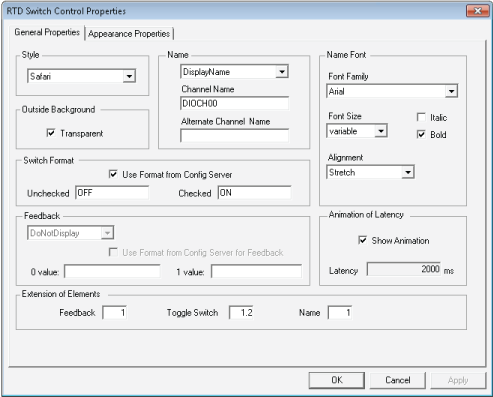 RTD Switch Control Properties
General Properties Appearance Properties
Style
Safari
Outside Background
Transparent
Name
DisplayName
Channel Name
DIOCH00
Alternate Channel Name
Name Font
Font Family
Arial
Font Size
variable
Italic
Bold
Alignment
Stretch
Switch Format
Use Format from Config Server
Unchecked OFF Checked ON
Feedback
DoNotDisplay
Use Format from Config Server for Feedback
0 value: 1 value:
Animation of Latency
Show Animation
Latency 2000 ms
Extension of Elements
Feedback 1 Toggle Switch 1.2 Name 1
OK Cancel Apply